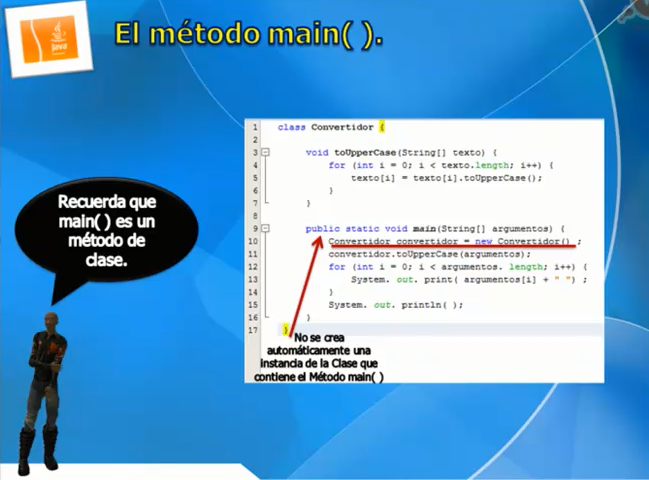 El método main( ).
java
Recuerda que
main( ) es un
método de
clase.
1 class Convertidor {
2
3 void toUpperCase(String[] texto) {
4 for (int i = 0; i < texto.length; i++) {
5 texto[i] = texto[i].toUpperCase();
6 }
7 }
8
9 public static void main(String[] argumentos) {
10 Convertidor convertidor = new Convertidor() ;
11 convertidor.toUpperCase(argumentos);
12 for (int i = 0; i < argumentos. length; i++) {
13 System. out. print( argumentos[i] + " ") ;
14 }
15 System. out. println( );
16 }
17 }
No se crea
automáticamente una
instancia de la Clase que
contiene el Método main( )